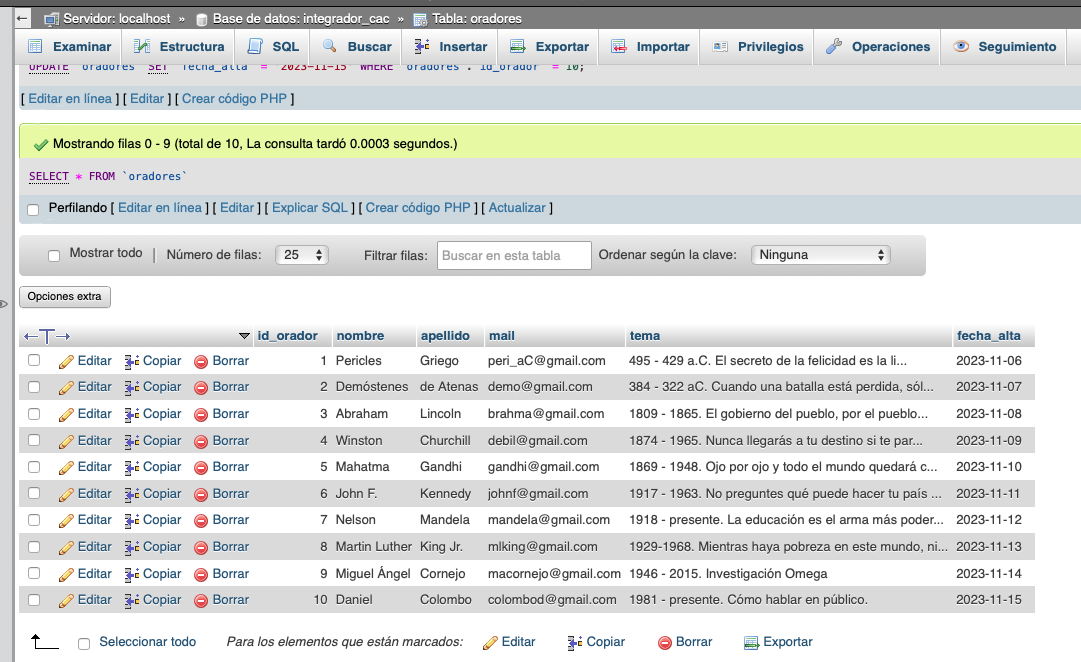 Servidor: localhost » Base de datos: integrador_cac » Tabla: oradores
Examinar Estructura SQL Buscar Insertar Exportar Importar Privilegios Operaciones Seguimiento
UPDATE `oradores` SET `fecha_alta` = '2023-11-15' WHERE `oradores`.`id_orador` = 10;
[ Editar en línea ] [ Editar ] [ Crear código PHP ]
Mostrando filas 0 - 9 (total de 10, La consulta tardó 0.0003 segundos.)
SELECT * FROM `oradores`
Perfilando [ Editar en línea ] [ Editar ] [ Explicar SQL ] [ Crear código PHP ] [ Actualizar ]
Mostrar todo | Número de filas: 25 Filtrar filas: Buscar en esta tabla Ordenar según la clave: Ninguna
Opciones extra
←T→ id_orador nombre apellido mail tema fecha_alta
Editar Copiar Borrar 1 Pericles Griego peri_aC@gmail.com 495 - 429 a.C. El secreto de la felicidad es la li... 2023-11-06
Editar Copiar Borrar 2 Demóstenes de Atenas demo@gmail.com 384 - 322 aC. Cuando una batalla está perdida, sól... 2023-11-07
Editar Copiar Borrar 3 Abraham Lincoln brahma@gmail.com 1809 - 1865. El gobierno del pueblo, por el pueblo... 2023-11-08
Editar Copiar Borrar 4 Winston Churchill debil@gmail.com 1874 - 1965. Nunca llegarás a tu destino si te par... 2023-11-09
Editar Copiar Borrar 5 Mahatma Gandhi gandhi@gmail.com 1869 - 1948. Ojo por ojo y todo el mundo quedará c... 2023-11-10
Editar Copiar Borrar 6 John F. Kennedy johnf@gmail.com 1917 - 1963. No preguntes qué puede hacer tu país ... 2023-11-11
Editar Copiar Borrar 7 Nelson Mandela mandela@gmail.com 1918 - presente. La educación es el arma más poder... 2023-11-12
Editar Copiar Borrar 8 Martin Luther King Jr. mlking@gmail.com 1929-1968. Mientras haya pobreza en este mundo, ni... 2023-11-13
Editar Copiar Borrar 9 Miguel Ángel Cornejo macornejo@gmail.com 1946 - 2015. Investigación Omega 2023-11-14
Editar Copiar Borrar 10 Daniel Colombo colombod@gmail.com 1981 - presente. Cómo hablar en público. 2023-11-15
Seleccionar todo Para los elementos que están marcados: Editar Copiar Borrar Exportar